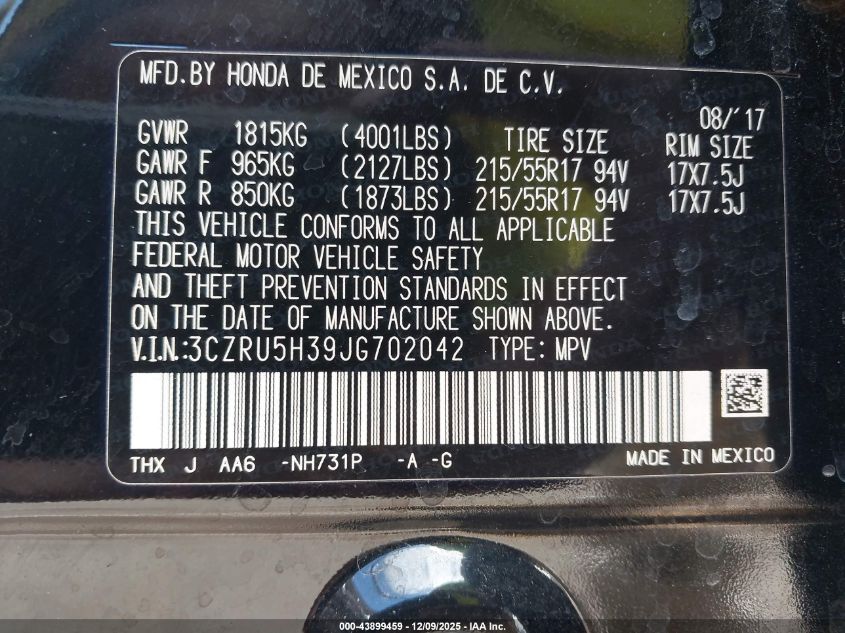 MFD.BY HONDA DE MEXICO S.A. DE C.V.
08/'17
GVWR 1815KG (4001LBS) TIRE SIZE RIM SIZE
GAWR F 965KG (2127LBS) 215/55R17 94V 17X7.5J
GAWR R 850KG (1873LBS) 215/55R17 94V 17X7.5J
THIS VEHICLE CONFORMS TO ALL APPLICABLE
FEDERAL MOTOR VEHICLE SAFETY
AND THEFT PREVENTION STANDARDS IN EFFECT
ON THE DATE OF MANUFACTURE SHOWN ABOVE.
V.I.N.:3CZRU5H39JG702042 TYPE: MPV
THX J AA6 -NH731P -A -G MADE IN MEXICO
000-43899459 - 12/09/2025 - IAA Inc.